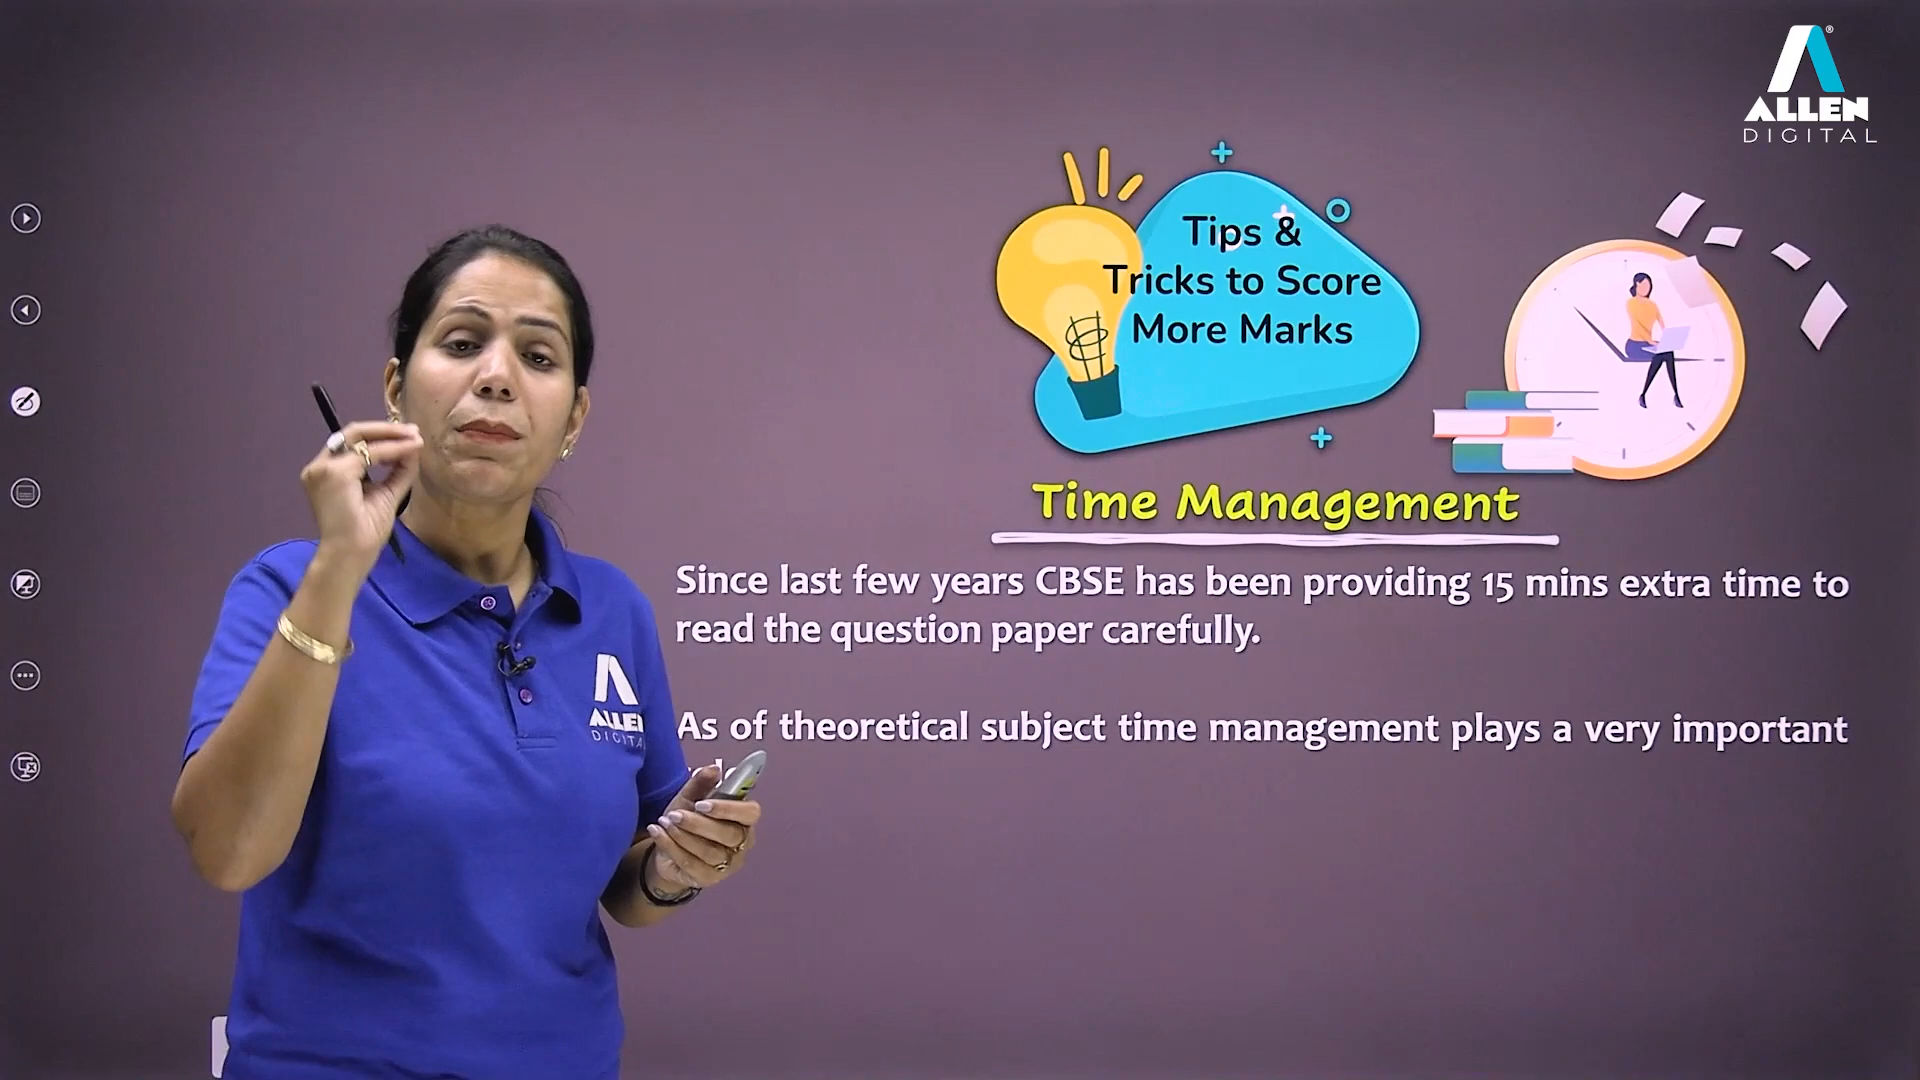 ALLEN
DIGITAL
Tips &
Tricks to Score
More Marks
Time Management
Since last few years CBSE has been providing 15 mins extra time to
read the question paper carefully.
As of theoretical subject time management plays a very important
ALLEN
DIGITAL